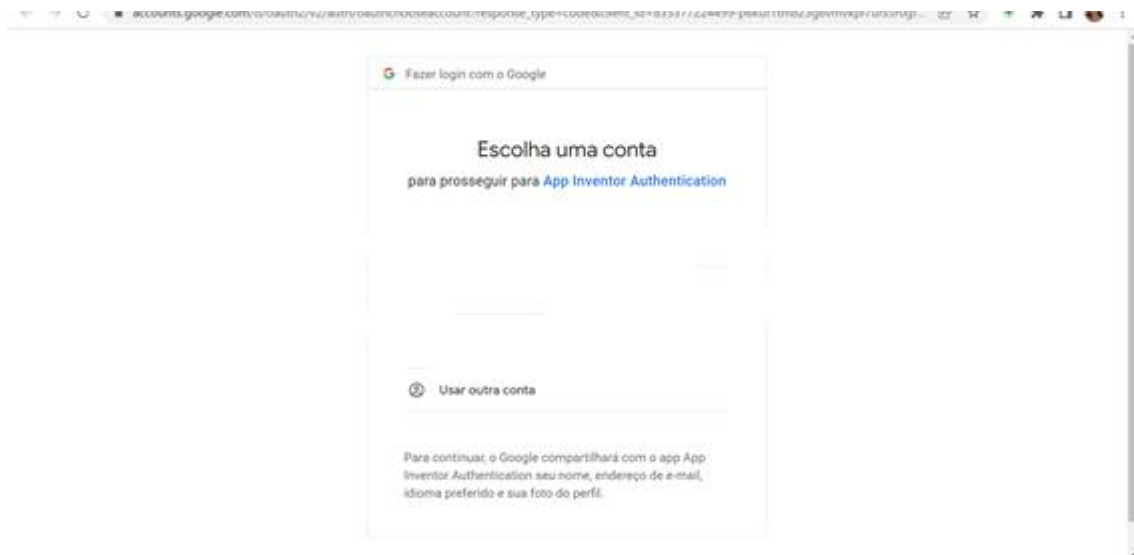 Fazer login com o Google
Escolha uma conta
para prosseguir para App Inventor Authentication
Usar outra conta
Para continuar, o Google compartilhará com o app App
Inventor Authentication seu nome, endereço de e-mail,
idioma preferido e sua foto do perfil.